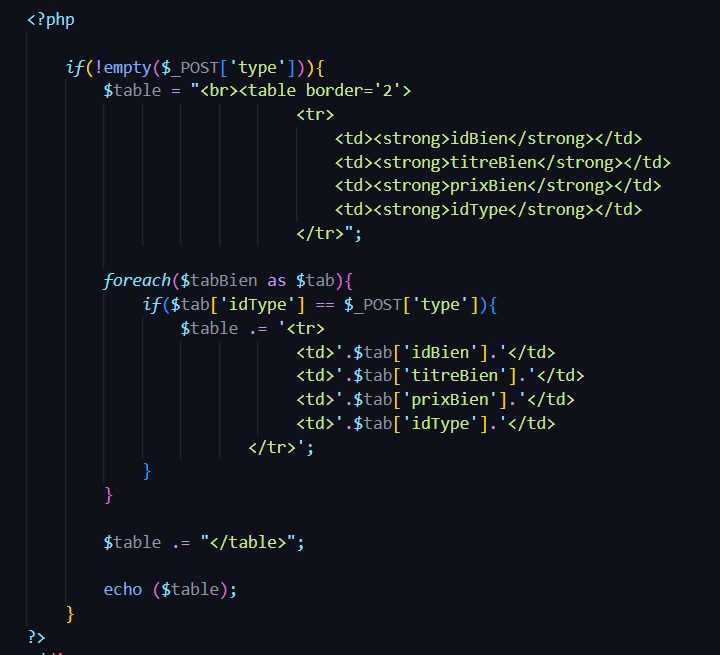 <?php
if(!empty($_POST['type'])){
$table = "<br><table border='2'>
<tr>
<td><strong>idBien</strong></td>
<td><strong>titreBien</strong></td>
<td><strong>prixBien</strong></td>
<td><strong>idType</strong></td>
</tr>";
foreach($tabBien as $tab){
if($tab['idType'] == $_POST['type']){
$table .= '<tr>
<td>'.$tab['idBien'].'</td>
<td>'.$tab['titreBien'].'</td>
<td>'.$tab['prixBien'].'</td>
<td>'.$tab['idType'].'</td>
</tr>';
}
}
$table .= "</table>";
echo ($table);
}
?>